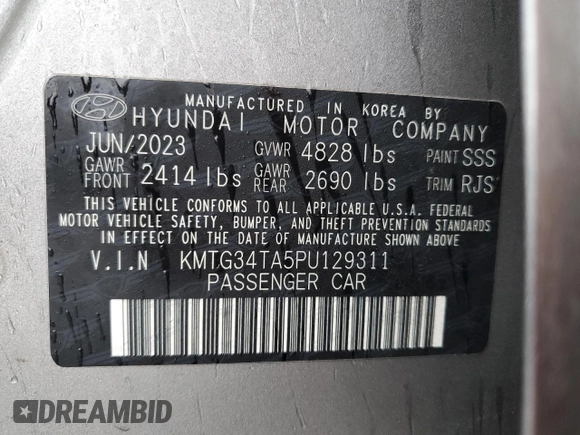 MANUFACTURED IN KOREA BY
HYUNDAI MOTOR COMPANY
JUN/2023 GVWR 4828 lbs PAINT SSS
GAWR FRONT 2414 lbs GAWR REAR 2690 lbs TRIM RJS
THIS VEHICLE CONFORMS TO ALL APPLICABLE U.S.A. FEDERAL
MOTOR VEHICLE SAFETY, BUMPER, AND THEFT PREVENTION STANDARDS
IN EFFECT ON THE DATE OF MANUFACTURE SHOWN ABOVE.
V.I.N KMTG34TA5PU129311
PASSENGER CAR
DREAMBID